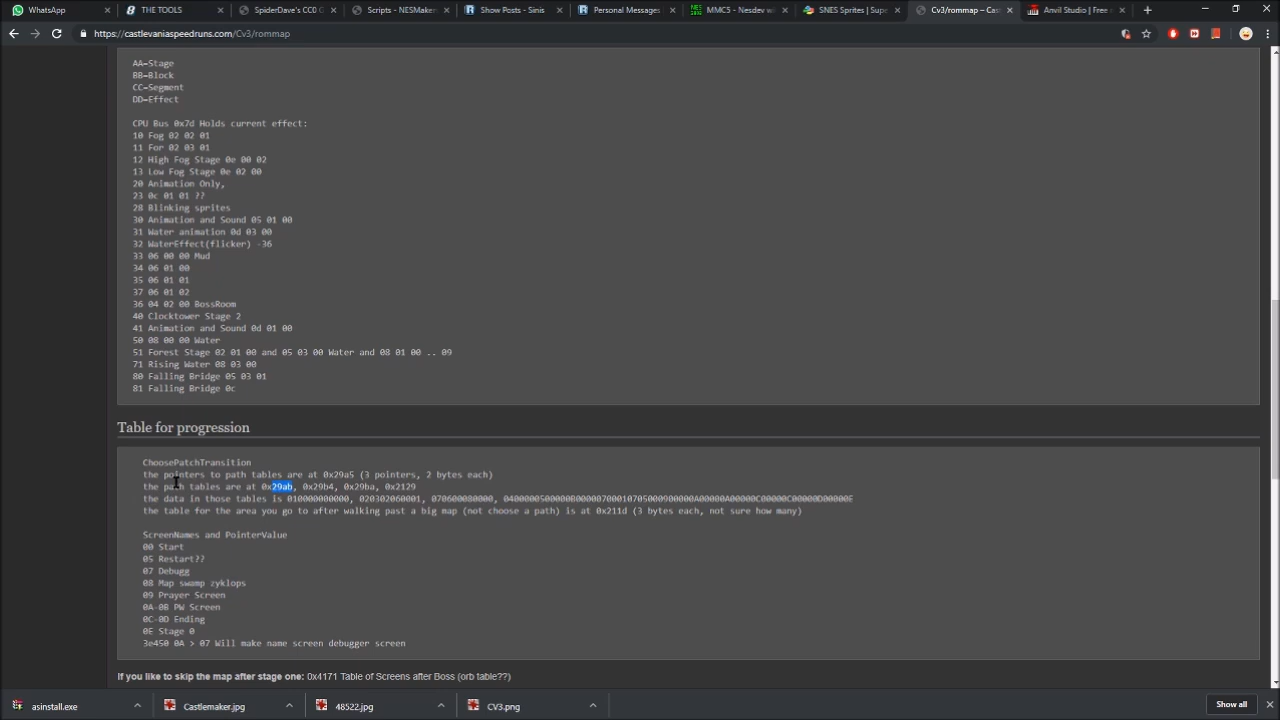 WhatsApp
THE TOOLS
SpiderDave's CC0 G
Scripts - NESMaker
Show Posts - Sinis
Personal Messages
MMC5 - Nesdev wi
SNES Sprites | Supe
Cv3/rommap — Cast
Anvil Studio | Free
https://castlevaniaspeedruns.com/Cv3/rommap
AA=Stage
BB=Block
CC=Segment
DD=Effect
CPU Bus 0x7d Holds current effect:
10 Fog 02 02 01
11 For 02 03 01
12 High Fog Stage 0e 00 02
13 Low Fog Stage 0e 02 00
20 Animation Only,
23 0c 01 01 ??
28 Blinking sprites
30 Animation and Sound 05 01 00
31 Water animation 0d 03 00
32 WaterEffect(flicker) -36
33 06 00 00 Mud
34 06 01 00
35 06 01 01
37 06 01 02
36 04 02 00 BossRoom
40 Clocktower Stage 2
41 Animation and Sound 0d 01 00
50 08 00 00 Water
51 Forest Stage 02 01 00 and 05 03 00 Water and 08 01 00 .. 09
71 Rising Water 08 03 00
80 Falling Bridge 05 03 01
81 Falling Bridge 0c
Table for progression
ChoosePatchTransition
the pointers to path tables are at 0x29a5 (3 pointers, 2 bytes each)
the path tables are at 0x29ab, 0x29b4, 0x29ba, 0x2129
the data in those tables is 010000000000, 020302060001, 070600080000, 0400000500000800000700010705000900000A00000A00000C00000C00000D00000E
the table for the area you go to after walking past a big map (not choose a path) is at 0x211d (3 bytes each, not sure how many)
ScreenNames and PointerValue
00 Start
05 Restart??
07 Debugg
08 Map swamp zyklops
09 Prayer Screen
0A-0B PW Screen
0C-0D Ending
0E Stage 0
3e450 0A > 07 Will make name screen debugger screen
If you like to skip the map after stage one: 0x4171 Table of Screens after Boss (orb table??)
asinstall.exe
Castlemaker.jpg
48522.jpg
CV3.png
Show all